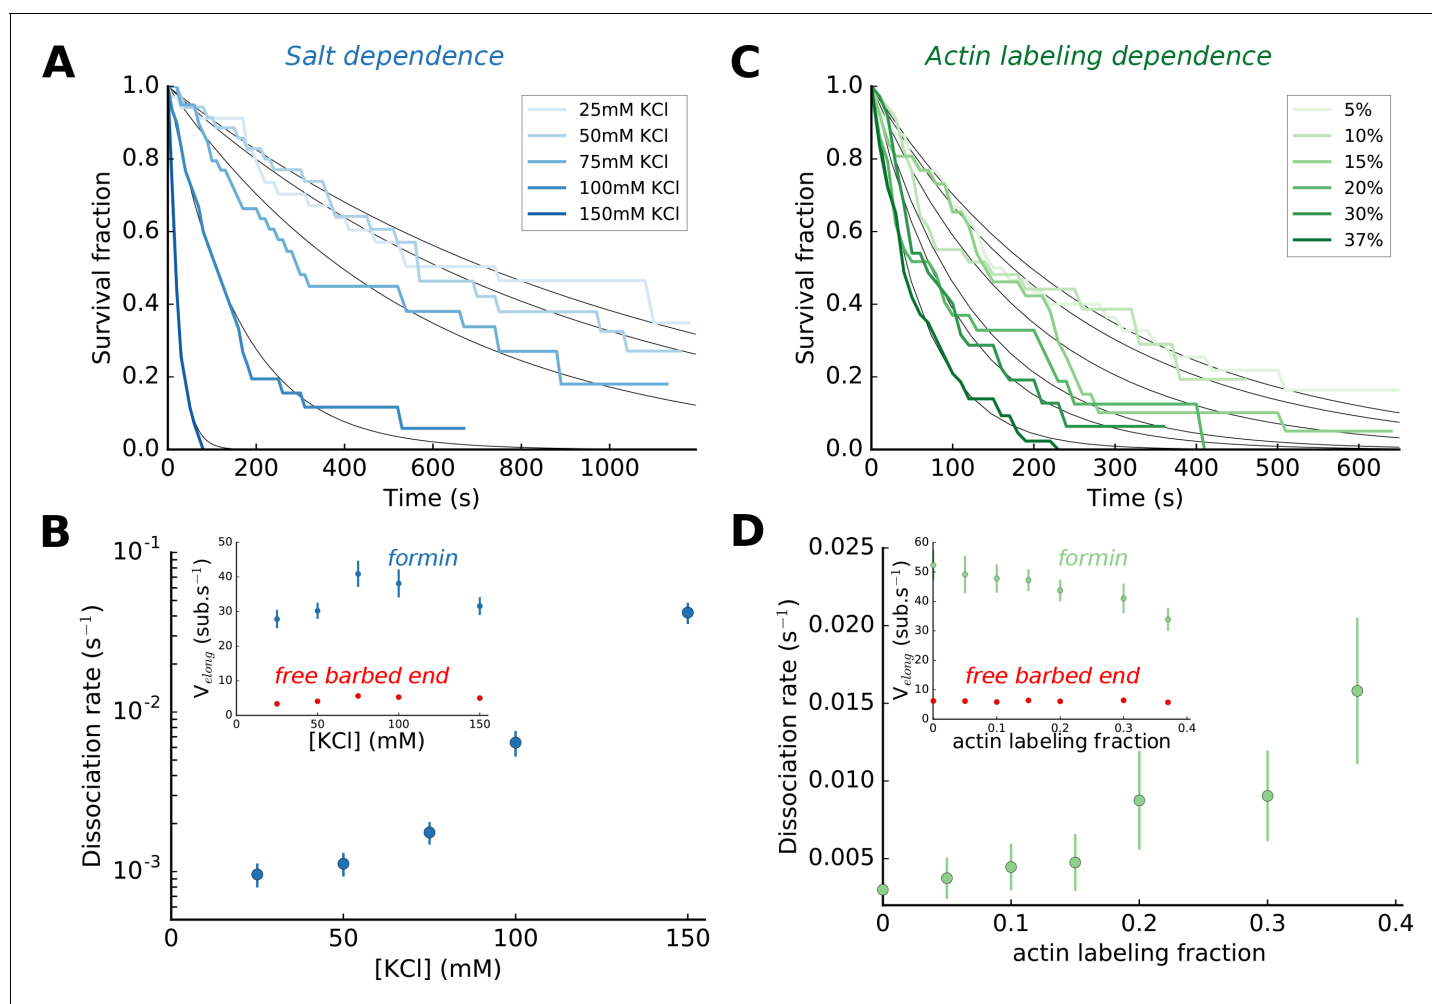 A
Salt dependence
1.0
0.8
0.6
0.4
0.2
0.0
Survival fraction
25mM KCl
50mM KCl
75mM KCl
100mM KCl
150mM KCl
0 200 400 600 800 1000
Time (s)
C
Actin labeling dependence
1.0
0.8
0.6
0.4
0.2
0.0
Survival fraction
5%
10%
15%
20%
30%
37%
0 100 200 300 400 500 600
Time (s)
B
10⁻¹
10⁻²
10⁻³
Dissociation rate (s⁻¹)
50
40
30
20
10
0
V_elong (sub.s⁻¹)
formin
free barbed end
0 50 100 150
[KCl] (mM)
0 50 100 150
[KCl] (mM)
D
0.025
0.020
0.015
0.010
0.005
Dissociation rate (s⁻¹)
60
50
40
30
20
10
0
V_elong (sub.s⁻¹)
formin
free barbed end
0 0.1 0.2 0.3 0.4
actin labeling fraction
0 0.1 0.2 0.3 0.4
actin labeling fraction